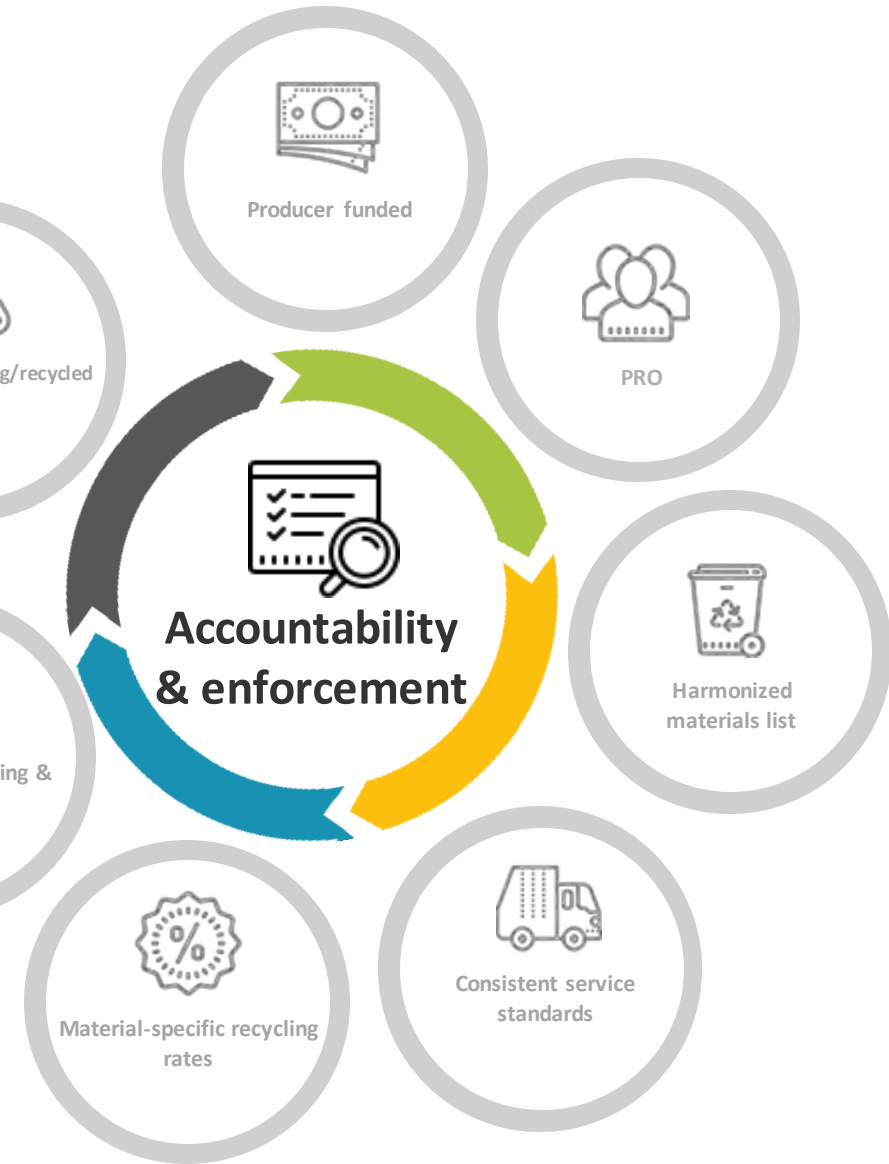 Producer funded
PRO
g/recycled
Accountability
& enforcement
Harmonized
materials list
ing &
Consistent service
standards
Material-specific recycling
rates